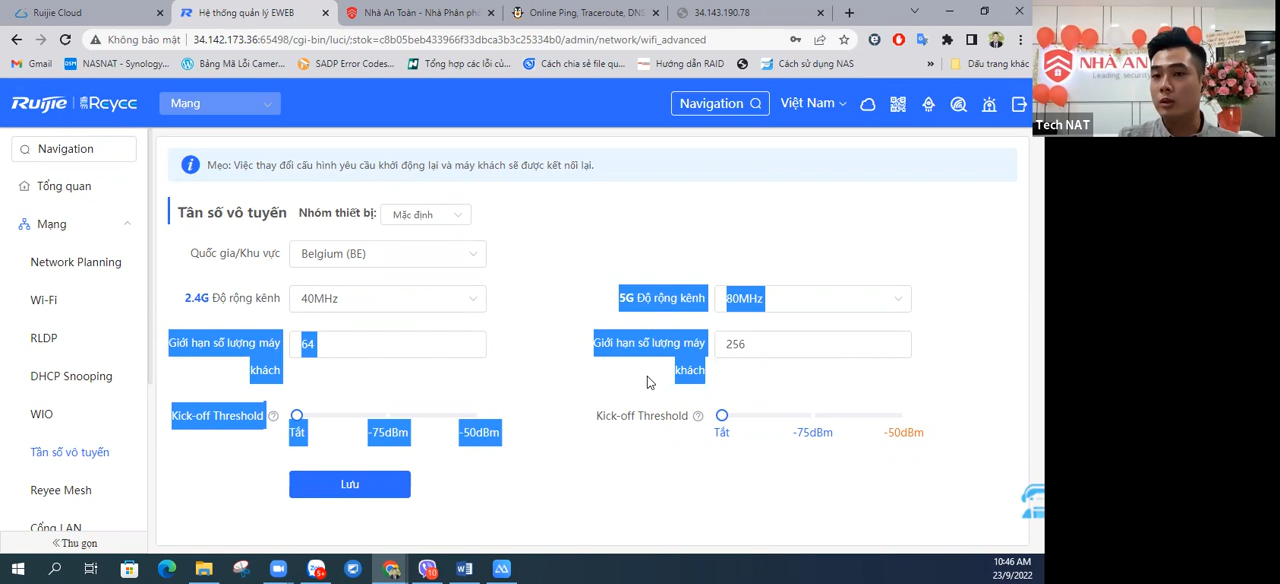 Ruijie Cloud
Hệ thống quản lý EWEB
Nhà An Toàn - Nhà Phân phố
Online Ping, Traceroute, DNS
34.143.190.78
Không bảo mật | 34.142.173.36:65498/cgi-bin/luci/;stok=c8b05beb433966f33dbca3b3c25334b0/admin/network/wifi_advanced
Gmail
NASNAT - Synology...
Bảng Mã Lỗi Camer...
SADP Error Codes...
Tổng hợp các lỗi củ...
Cách chia sẻ file qu...
Hướng dẫn RAID
Cách sử dụng NAS
»
Dấu trang khác
NHÀ AN
Leading security
Tech NAT
Ruijie | Rcycc
Mạng
Navigation
Việt Nam
Navigation
Tổng quan
Mạng
Network Planning
Wi-Fi
RLDP
DHCP Snooping
WIO
Tần số vô tuyến
Reyee Mesh
Cổng LAN
Thu gọn
Mẹo: Việc thay đổi cấu hình yêu cầu khởi động lại và máy khách sẽ được kết nối lại.
Tần số vô tuyến Nhóm thiết bị: Mặc định
Quốc gia/Khu vực Belgium (BE)
2.4G Độ rộng kênh 40MHz
5G Độ rộng kênh 80MHz
Giới hạn số lượng máy khách 64
Giới hạn số lượng máy khách 256
Kick-off Threshold
Tắt -75dBm -50dBm
Kick-off Threshold
Tắt -75dBm -50dBm
Lưu
5+
10
10:46 AM
23/9/2022